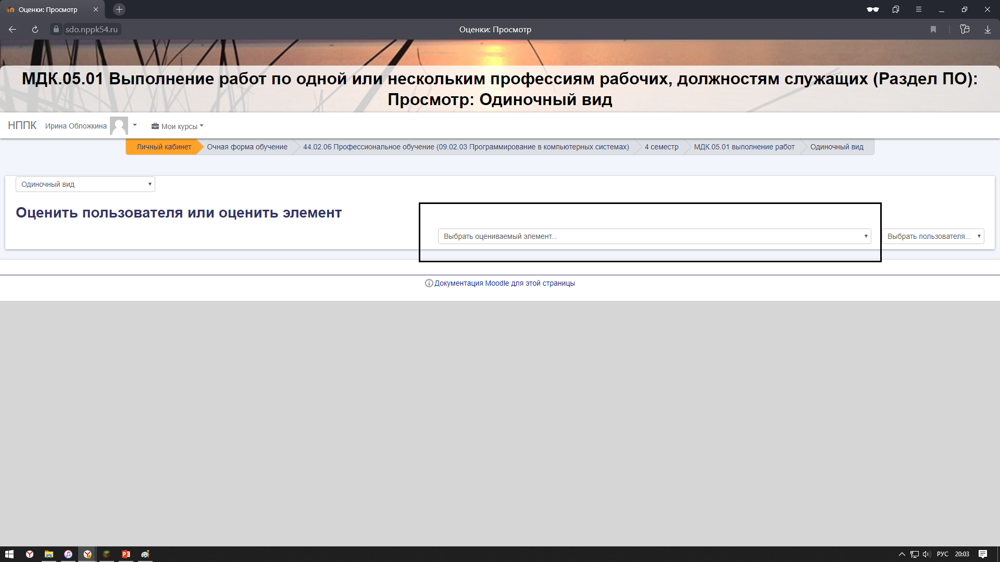 Оценки: Просмотр
sdo.nppk54.ru
Оценки: Просмотр
МДК.05.01 Выполнение работ по одной или нескольким профессиям рабочих, должностям служащих (Раздел ПО):
Просмотр: Одиночный вид
НППК Ирина Обложкина Мои курсы
Личный кабинет Очная форма обучение 44.02.06 Профессиональное обучение (09.02.03 Программирование в компьютерных системах) 4 семестр МДК.05.01 выполнение работ Одиночный вид
Одиночный вид
Оценить пользователя или оценить элемент
Выбрать оцениваемый элемент... Выбрать пользователя...
Документация Moodle для этой страницы
РУС 20:03